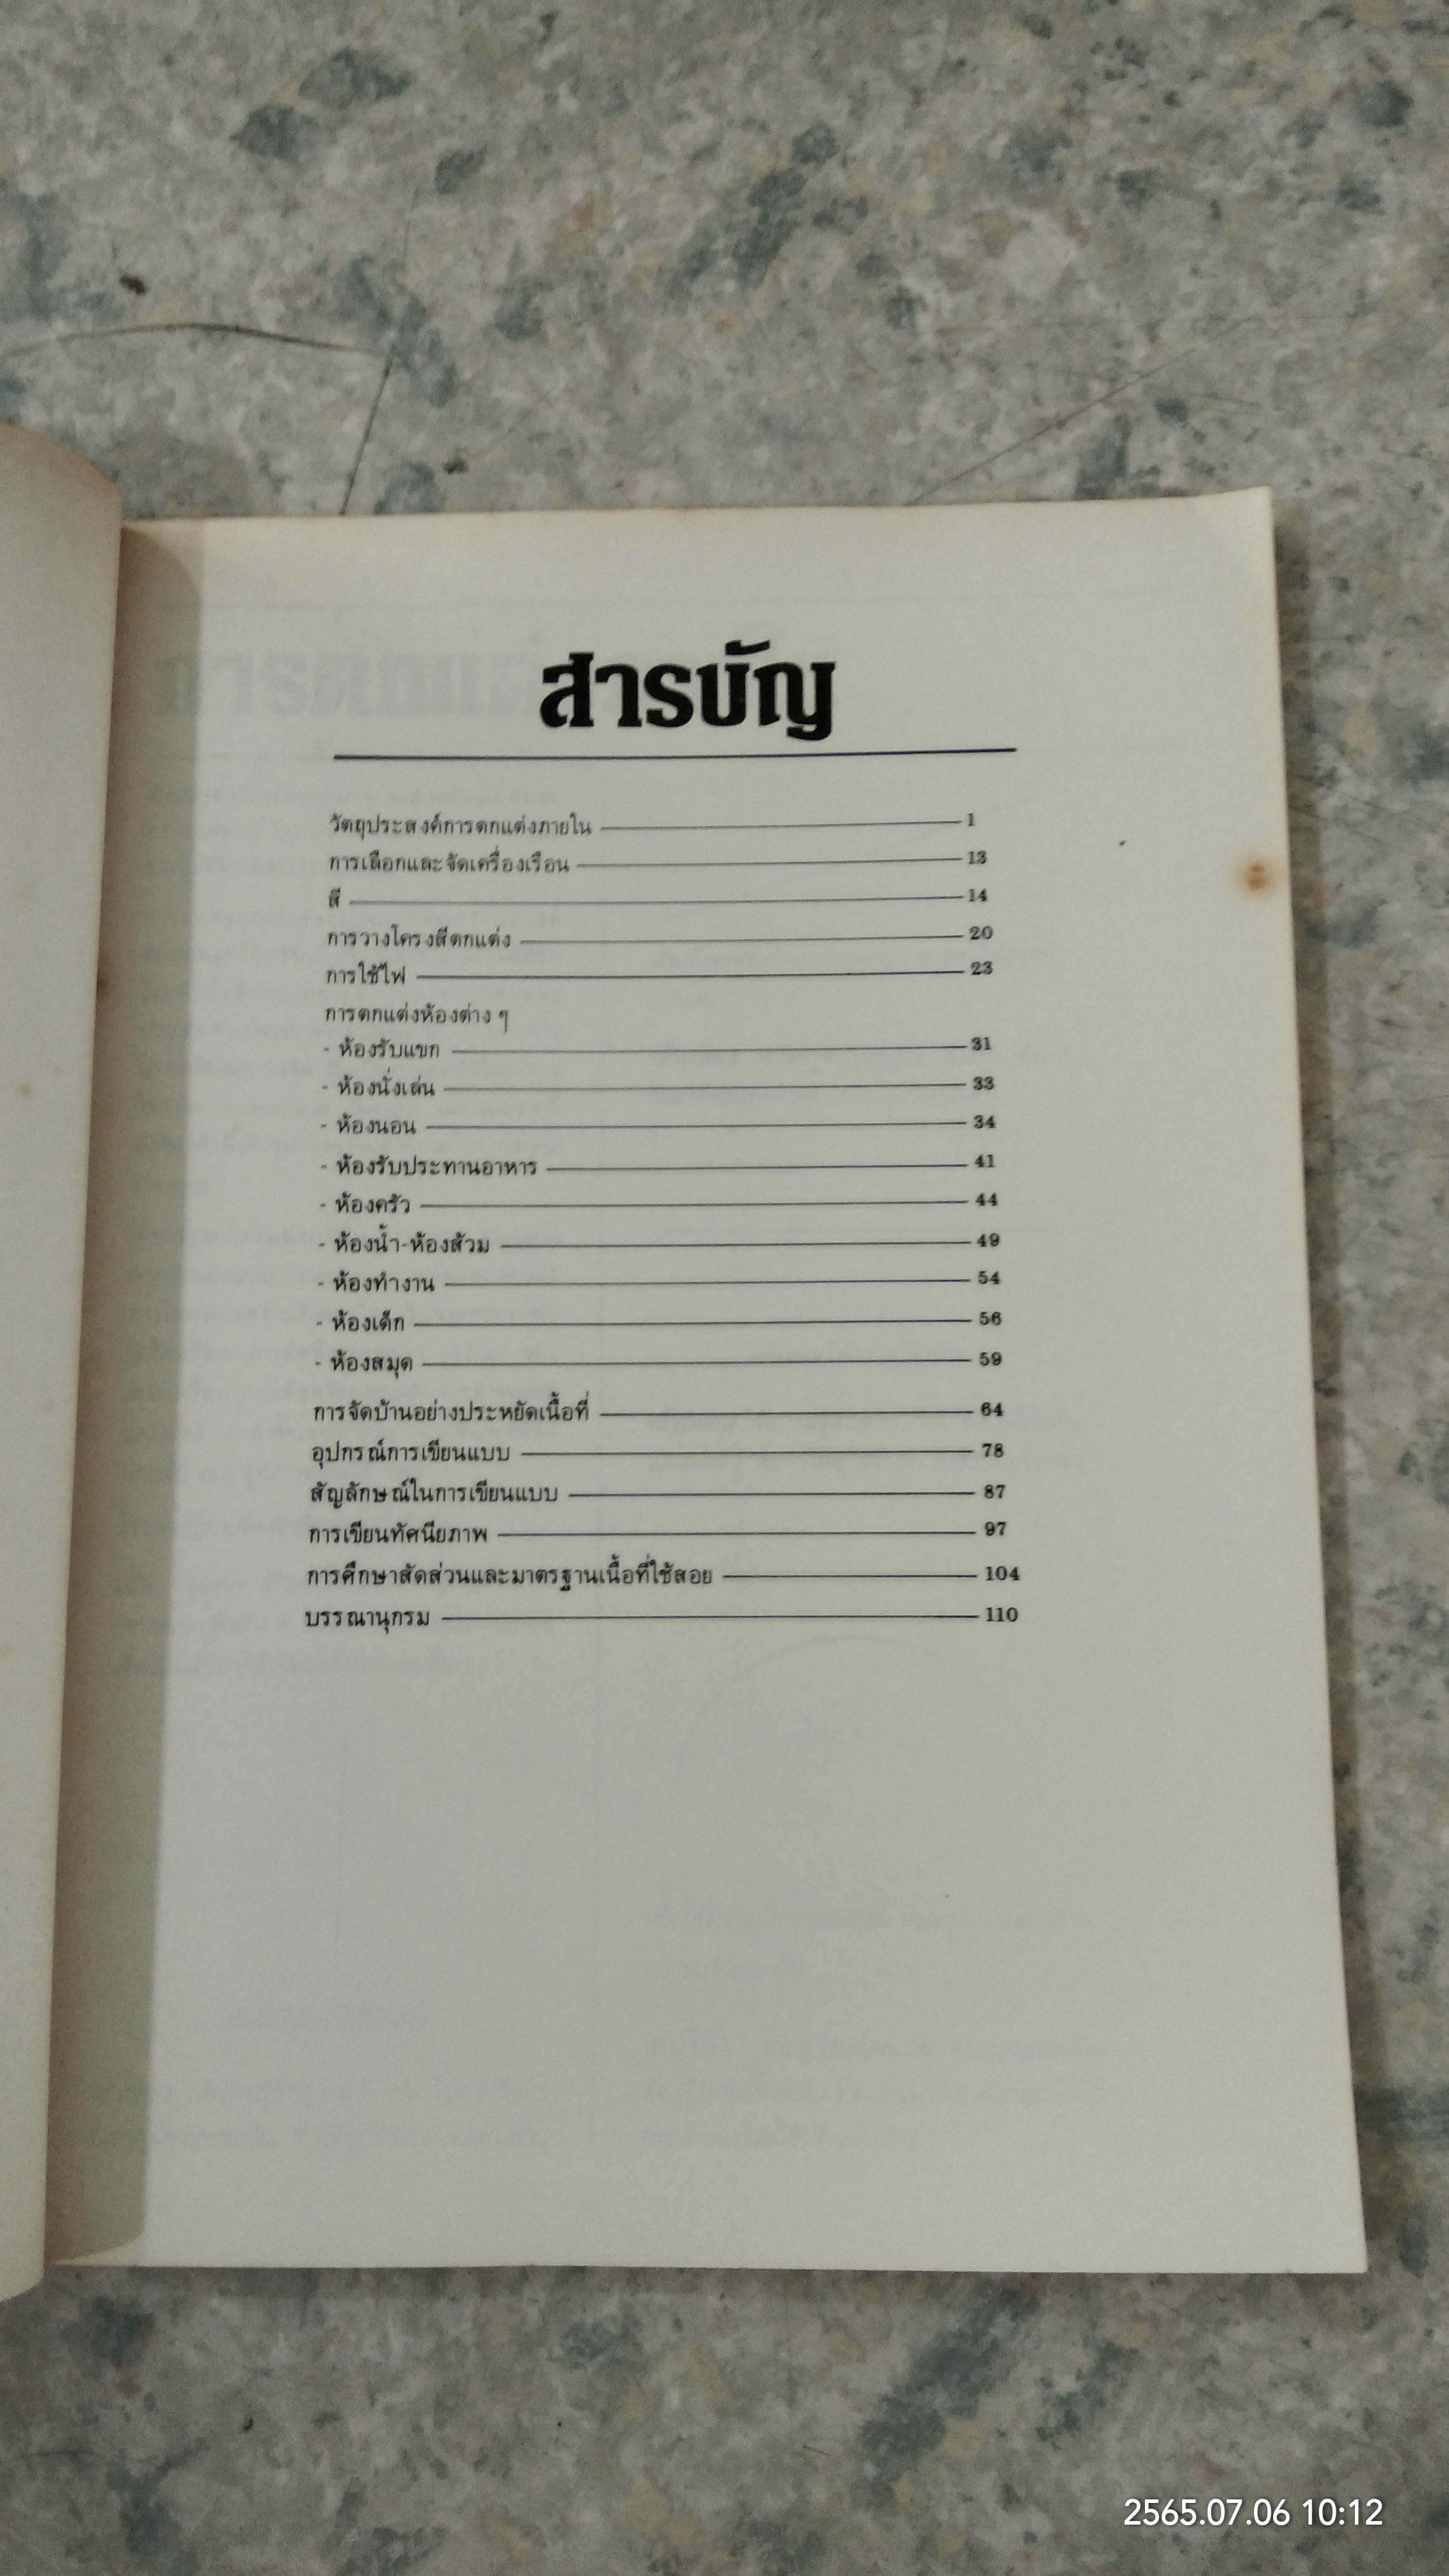 สารบัญ
วัตถุประสงค์การตกแต่งภายใน 1
การเลือกและจัดเครื่องเรือน 13
สี 14
การวางโครงสีตกแต่ง 20
การใช้ไฟ 23
การตกแต่งห้องต่าง ๆ
- ห้องรับแขก 31
- ห้องนั่งเล่น 33
- ห้องนอน 34
- ห้องรับประทานอาหาร 41
- ห้องครัว 44
- ห้องน้ำ-ห้องส้วม 49
- ห้องทำงาน 54
- ห้องเด็ก 56
- ห้องสมุด 59
การจัดบ้านอย่างประหยัดเนื้อที่ 64
อุปกรณ์การเขียนแบบ 78
สัญลักษณ์ในการเขียนแบบ 87
การเขียนทัศนียภาพ 97
การศึกษาสัดส่วนและมาตรฐานเนื้อที่ใช้สอย 104
บรรณานุกรม 110
2565.07.06 10:12